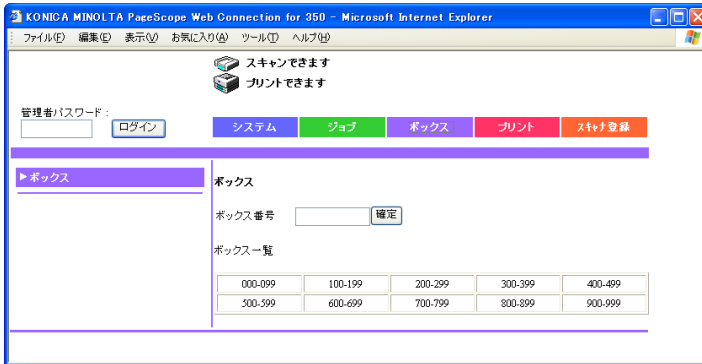 KONICA MINOLTA PageScope Web Connection for 350 - Microsoft Internet Explorer
ファイル(F) 編集(E) 表示(V) お気に入り(A) ツール(T) ヘルプ(H)
スキャンできます
プリントできます
管理者パスワード:
ログイン
システム ジョブ ボックス プリント スキャナ登録
▶ボックス
ボックス
ボックス番号 確定
ボックス一覧
000-099 100-199 200-299 300-399 400-499
500-599 600-699 700-799 800-899 900-999